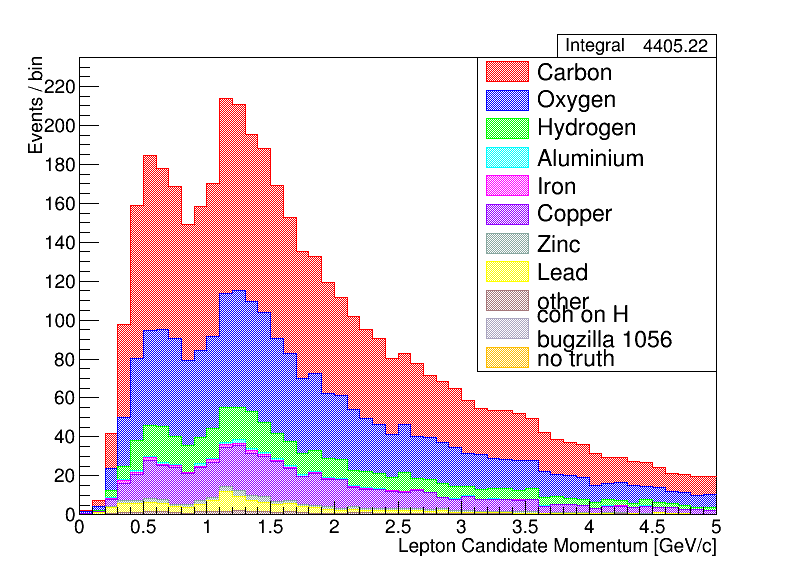 Integral 4405.22
Events / bin
220
200
180
160
140
120
100
80
60
40
20
0
Carbon
Oxygen
Hydrogen
Aluminium
Iron
Copper
Zinc
Lead
other
coh on H
bugzilla 1056
no truth
0 0.5 1 1.5 2 2.5 3 3.5 4 4.5 5
Lepton Candidate Momentum [GeV/c]